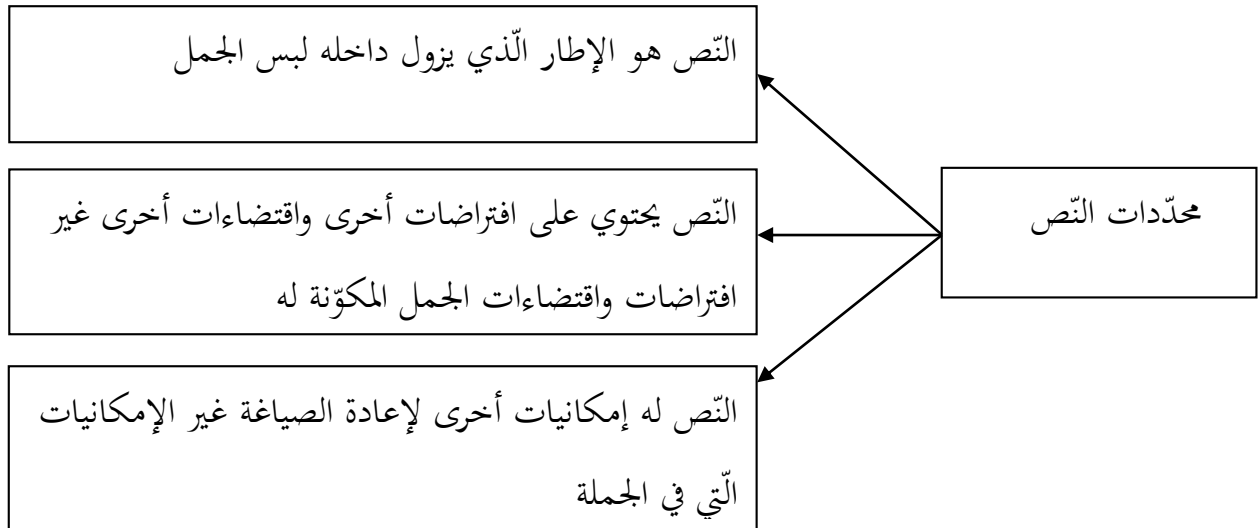 محدّدات النّص
النّص هو الإطار الّذي يزول داخله لبس الجمل
النّص يحتوي على افتراضات أخرى واقتضاءات أخرى غير
افتراضات واقتضاءات الجمل المكوّنة له
النّص له إمكانيات أخرى لإعادة الصياغة غير الإمكانيات
الّتي في الجملة